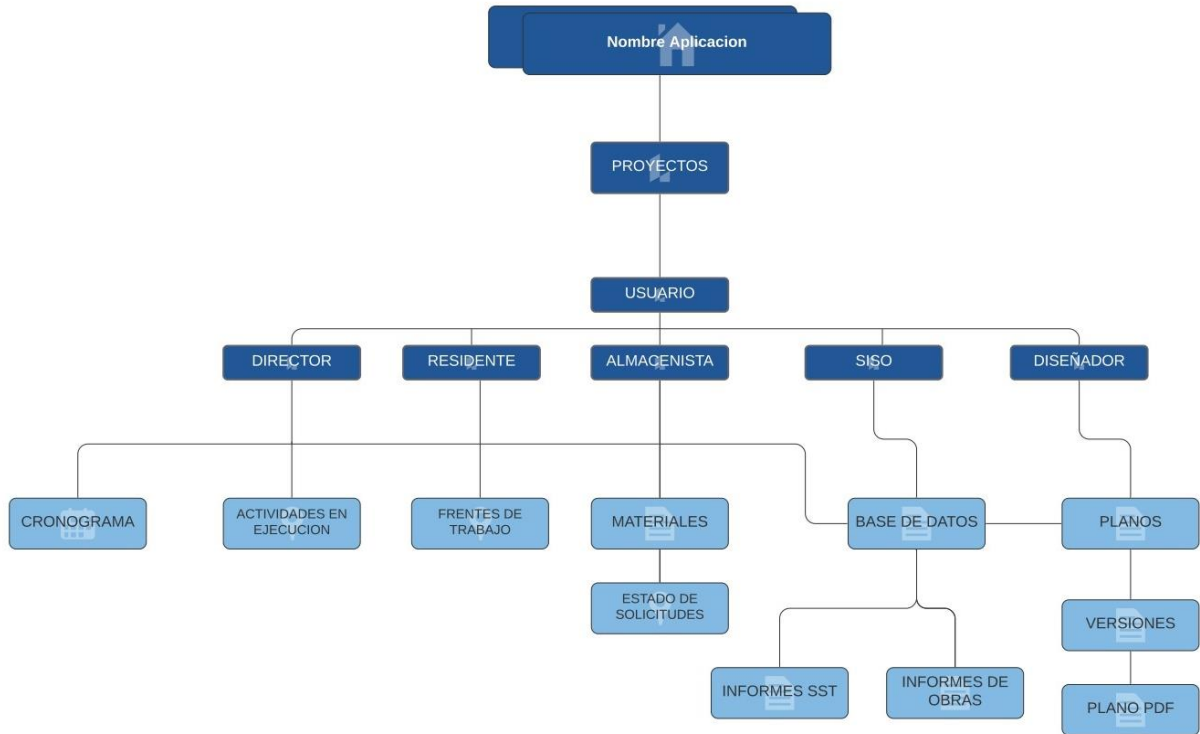 Nombre Aplicacion
PROYECTOS
USUARIO
DIRECTOR
RESIDENTE
ALMACENISTA
SISO
DISEÑADOR
CRONOGRAMA
ACTIVIDADES EN
EJECUCION
FRENTES DE
TRABAJO
MATERIALES
BASE DE DATOS
PLANOS
ESTADO DE
SOLICITUDES
VERSIONES
INFORMES SST
INFORMES DE
OBRAS
PLANO PDF